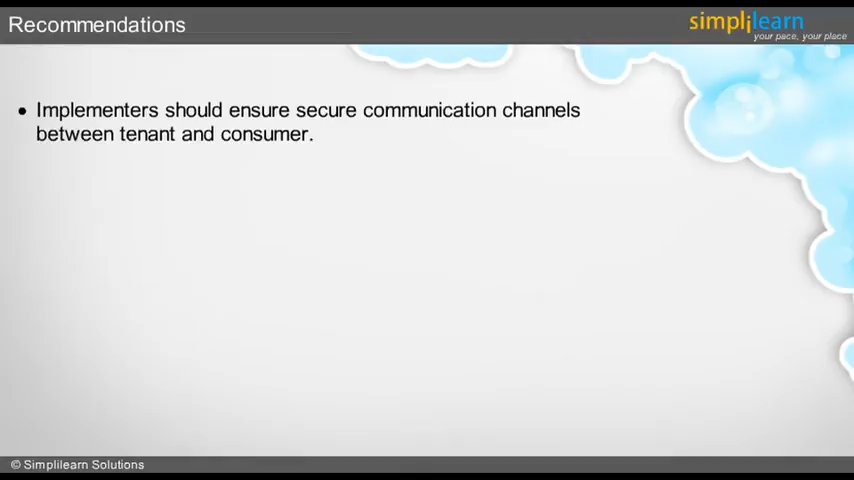 Recommendations
simplilearn
your pace, your place
• Implementers should ensure secure communication channels
between tenant and consumer.
© Simplilearn Solutions